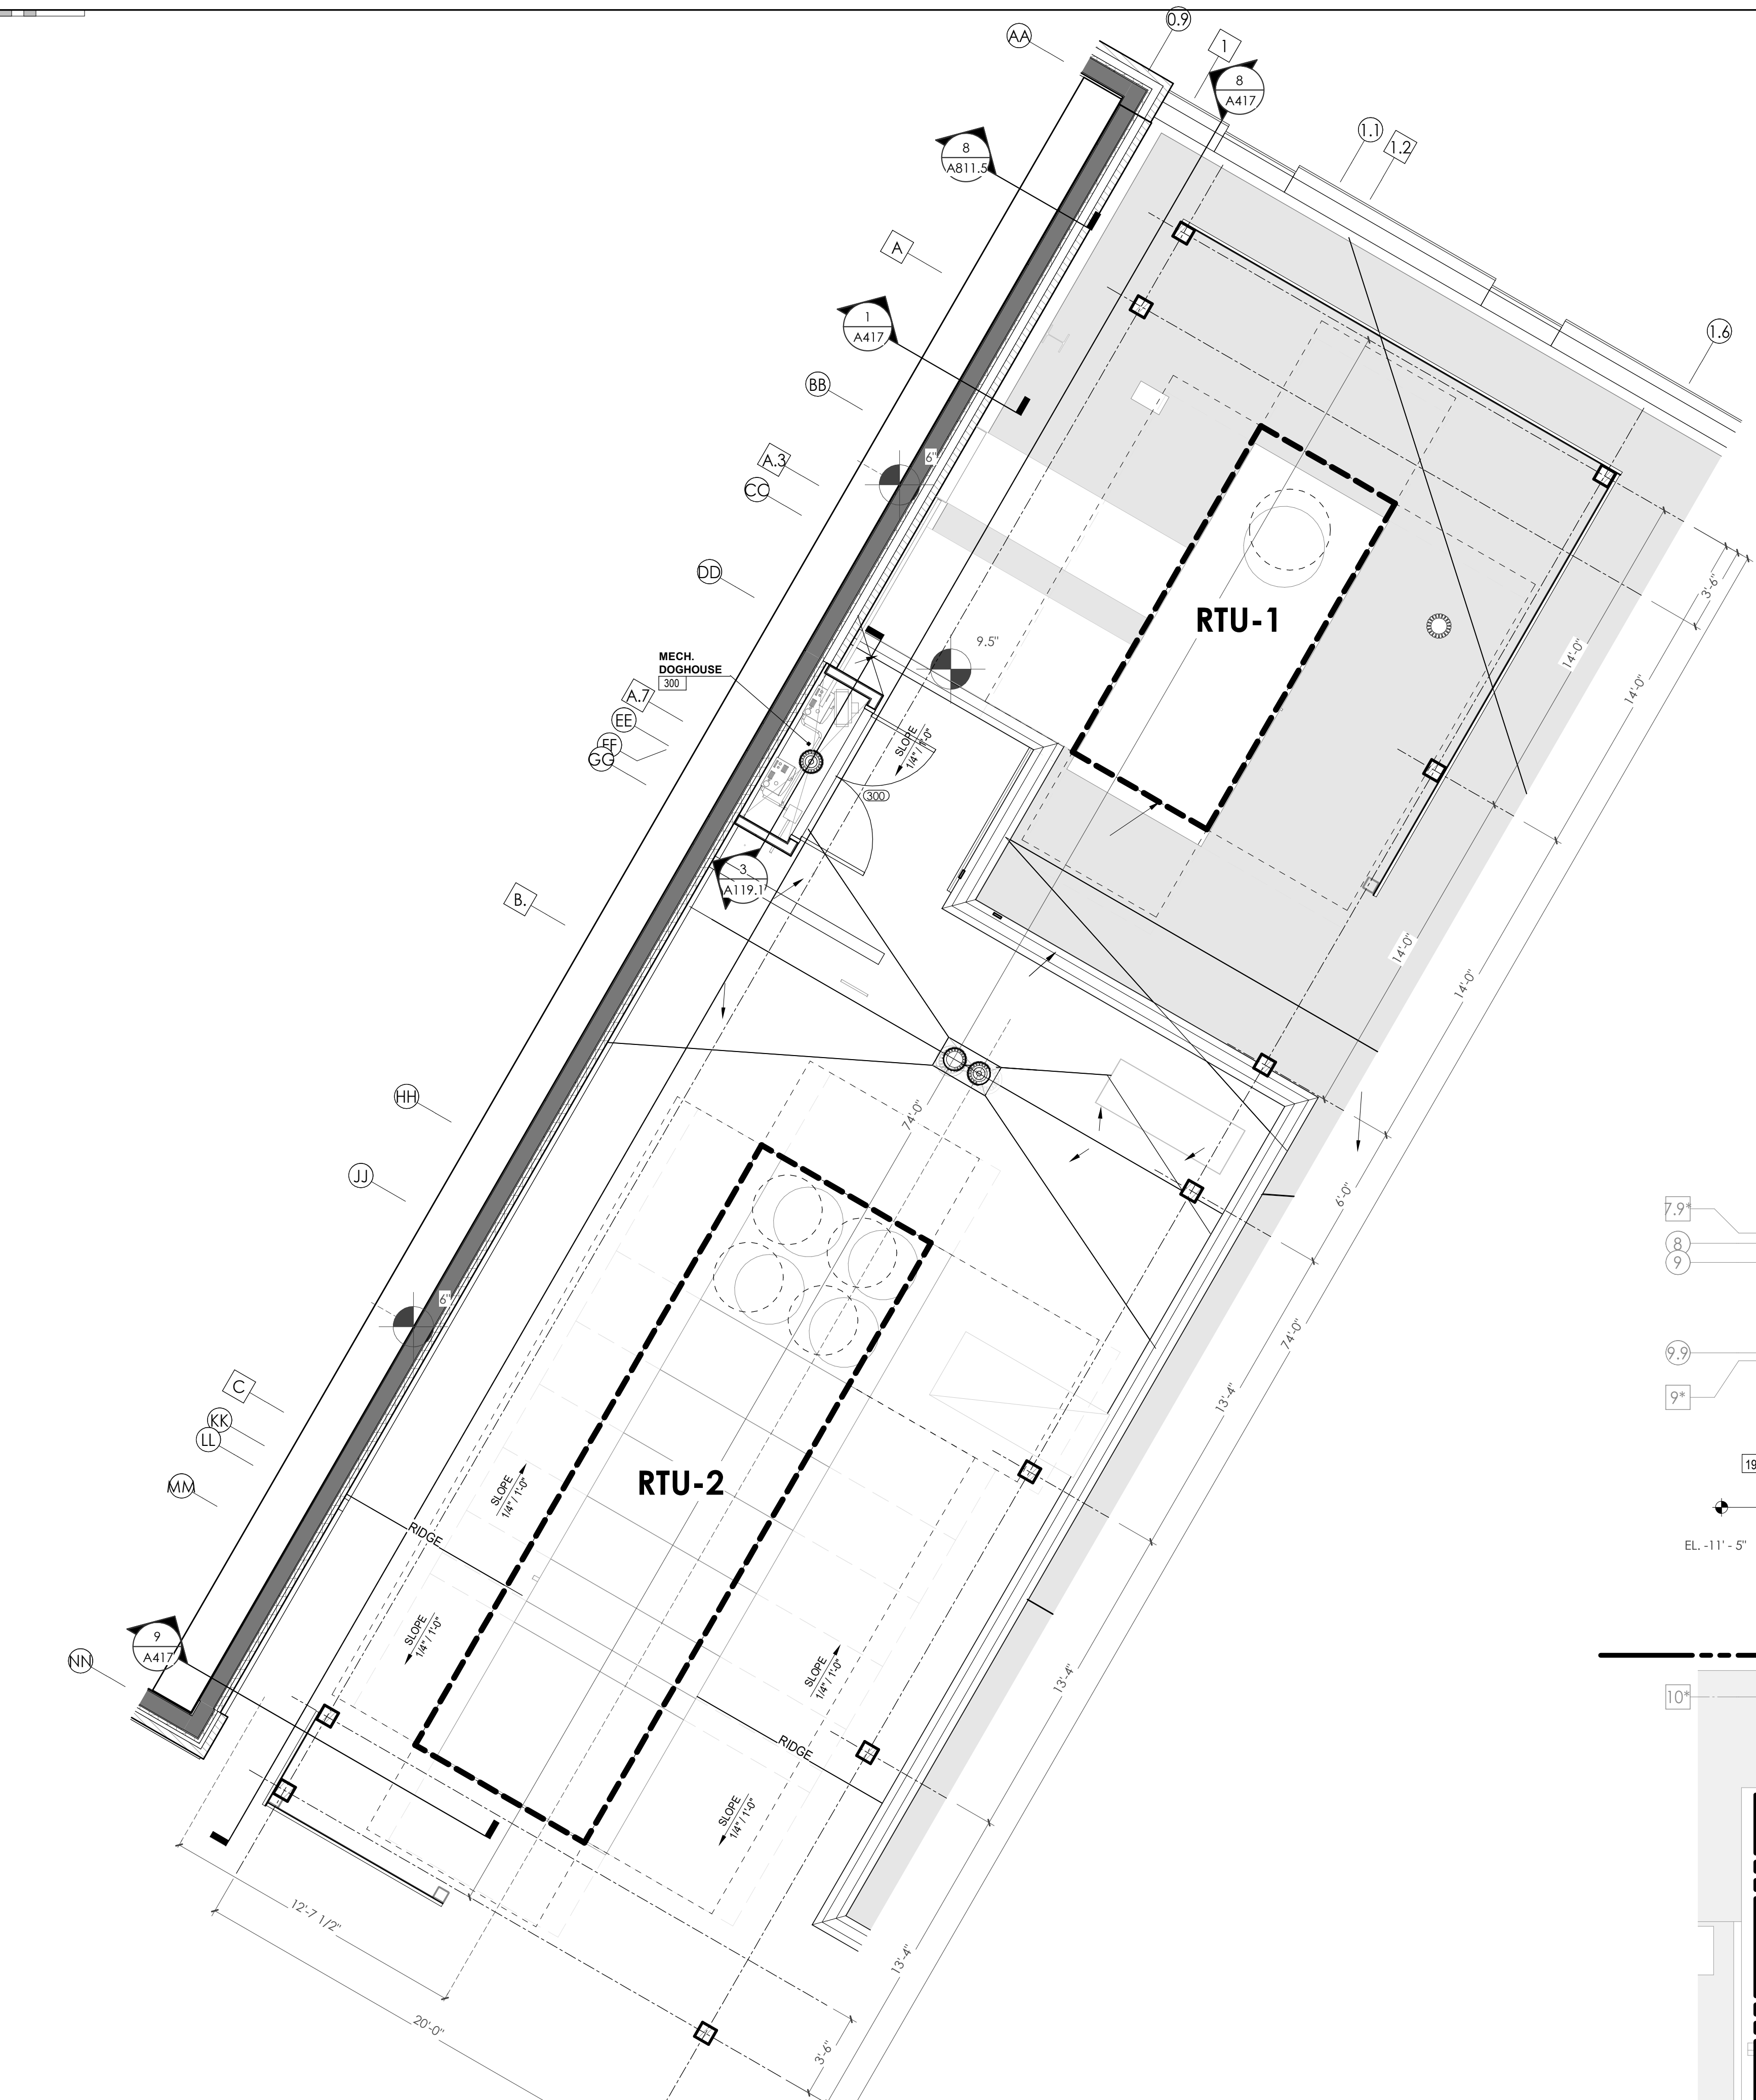 AA
0.9
1
8
A417
1.1
1.2
8
A811.5
A
1
A417
1.6
BB
A.3
CC
6"
DD
RTU-1
3'-6"
9.5"
14'-0"
14'-0"
MECH.
DOGHOUSE
300
A.7
EE
FF
GG
SLOPE
1/4" / 1'-0"
300
3
A119.1
B.
14'-0"
14'-0"
HH
74'-0"
JJ
6'-0"
7.9*
8
9
6"
74'-0"
9.9
C
9*
13'-4"
KK
LL
19
MM
SLOPE
1/4" / 1'-0"
RTU-2
RIDGE
EL. -11' - 5"
SLOPE
1/4" / 1'-0"
9
A417
NN
SLOPE
1/4" / 1'-0"
13'-4"
10*
RIDGE
SLOPE
1/4" / 1'-0"
12'-7 1/2"
13'-4"
20'-0"
3'-6"